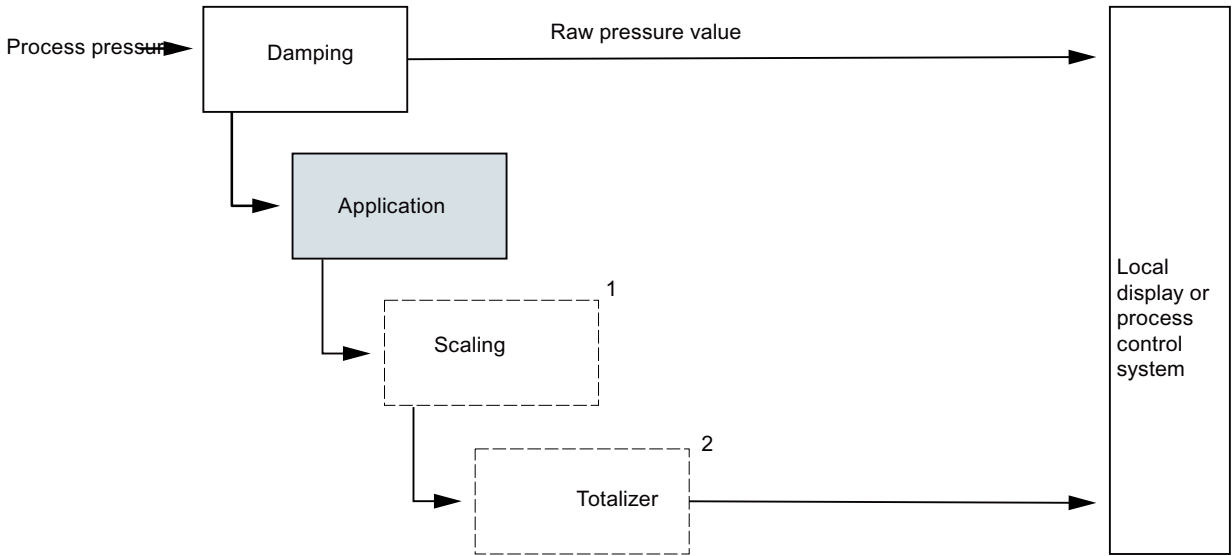 Process pressure
Damping
Raw pressure value
Application
1
Scaling
2
Totalizer
Local
display or
process
control
system